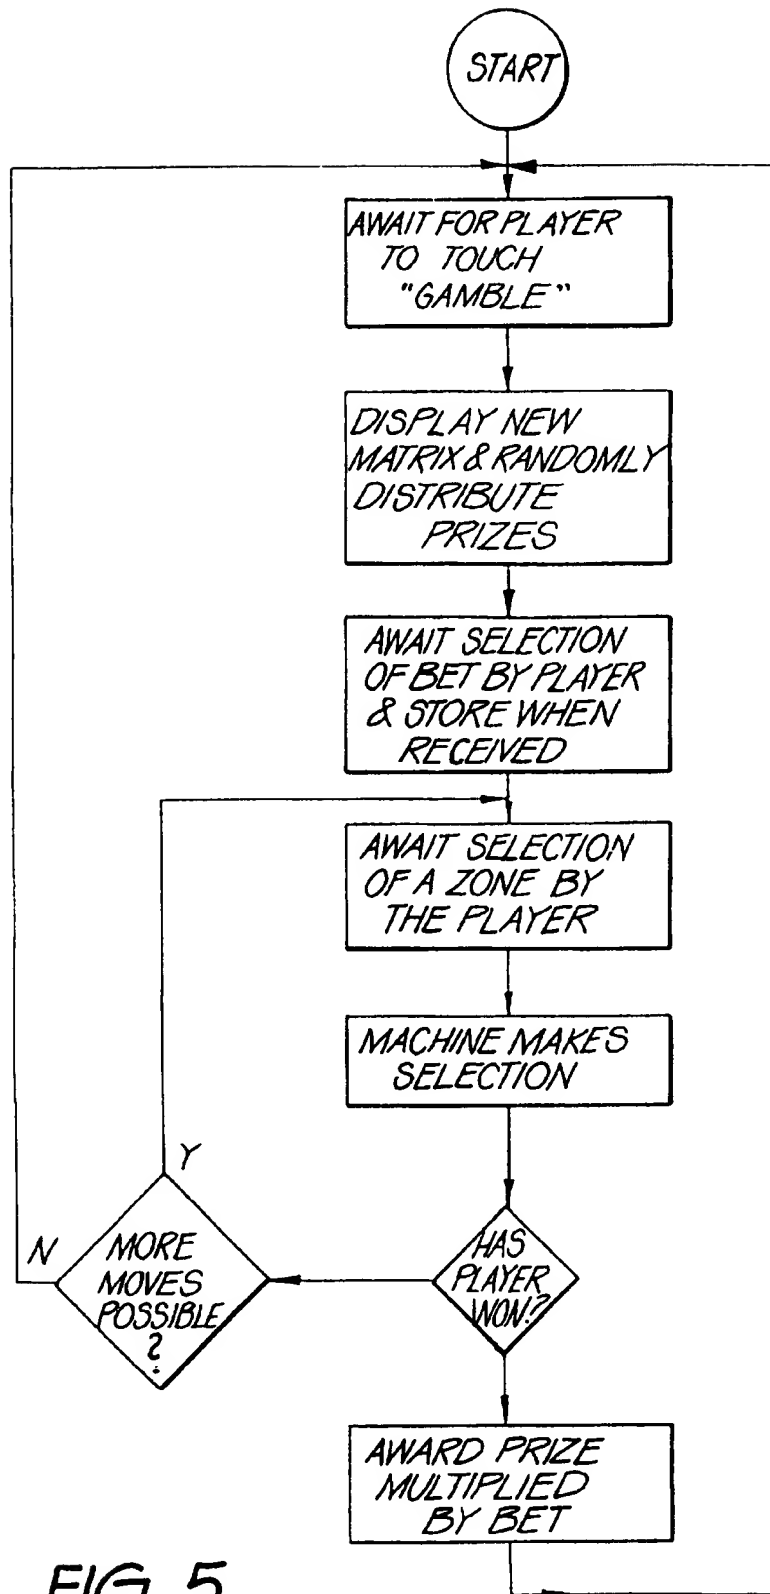 START
AWAIT FOR PLAYER
TO TOUCH
"GAMBLE"
DISPLAY NEW
MATRIX & RANDOMLY
DISTRIBUTE
PRIZES
AWAIT SELECTION
OF BET BY PLAYER
& STORE WHEN
RECEIVED
AWAIT SELECTION
OF A ZONE BY
THE PLAYER
MACHINE MAKES
SELECTION
Y
N
MORE
MOVES
POSSIBLE
?
HAS
PLAYER
WON?
AWARD PRIZE
MULTIPLIED
BY BET
FIG. 5